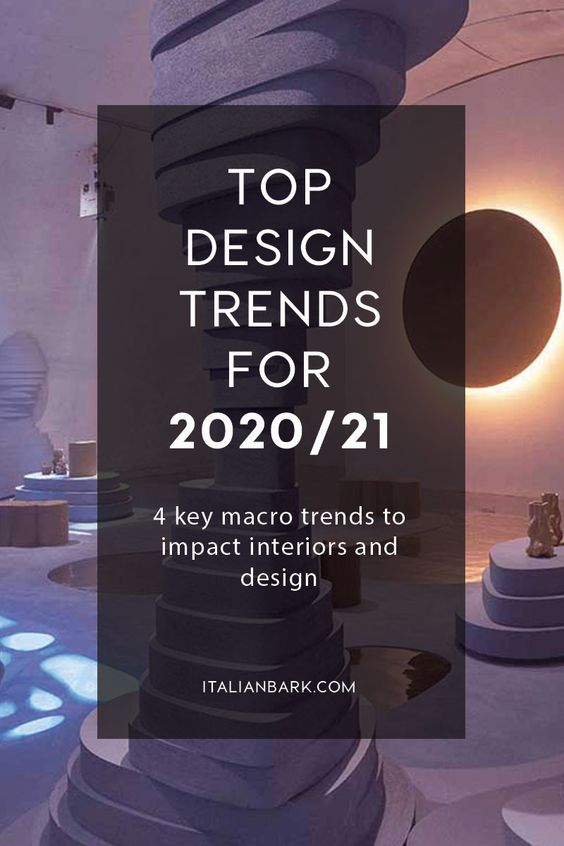 TOP
DESIGN
TRENDS
FOR
2020/21
4 key macro trends to
impact interiors and
design
ITALIANBARK.COM